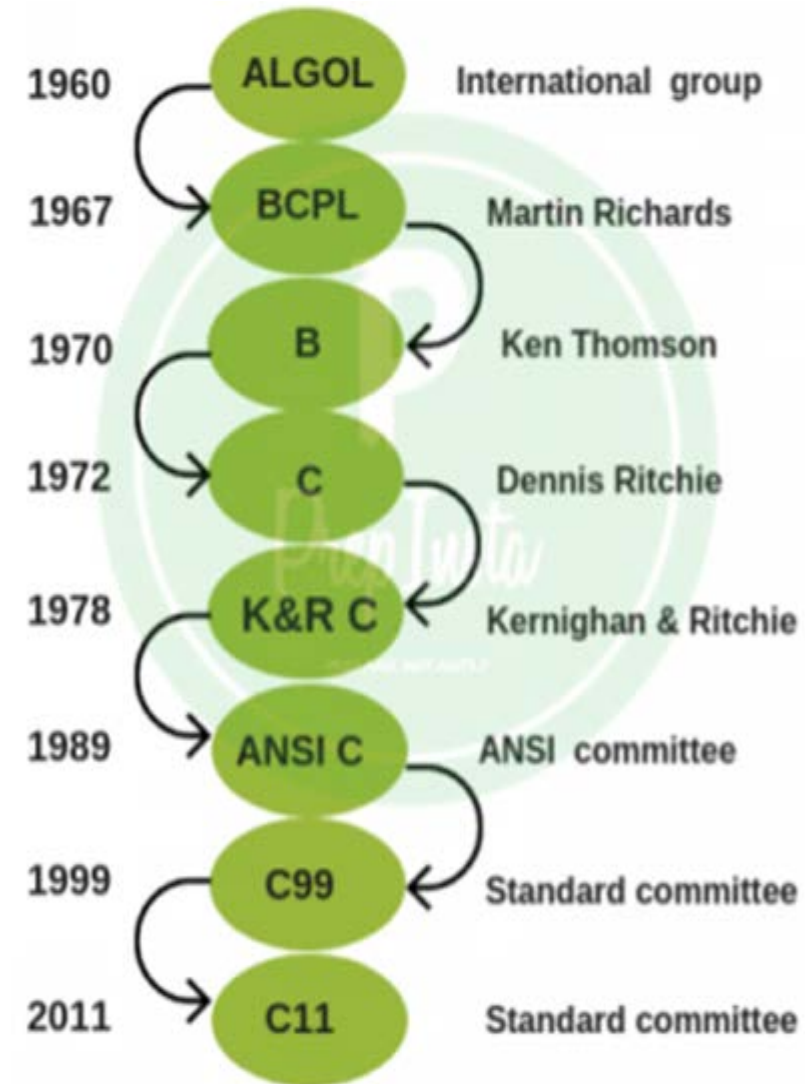 1960 ALGOL International group
1967 BCPL Martin Richards
1970 B Ken Thomson
1972 C Dennis Ritchie
PrepInsta
1978 K&R C Kernighan & Ritchie
1989 ANSI C ANSI committee
1999 C99 Standard committee
2011 C11 Standard committee